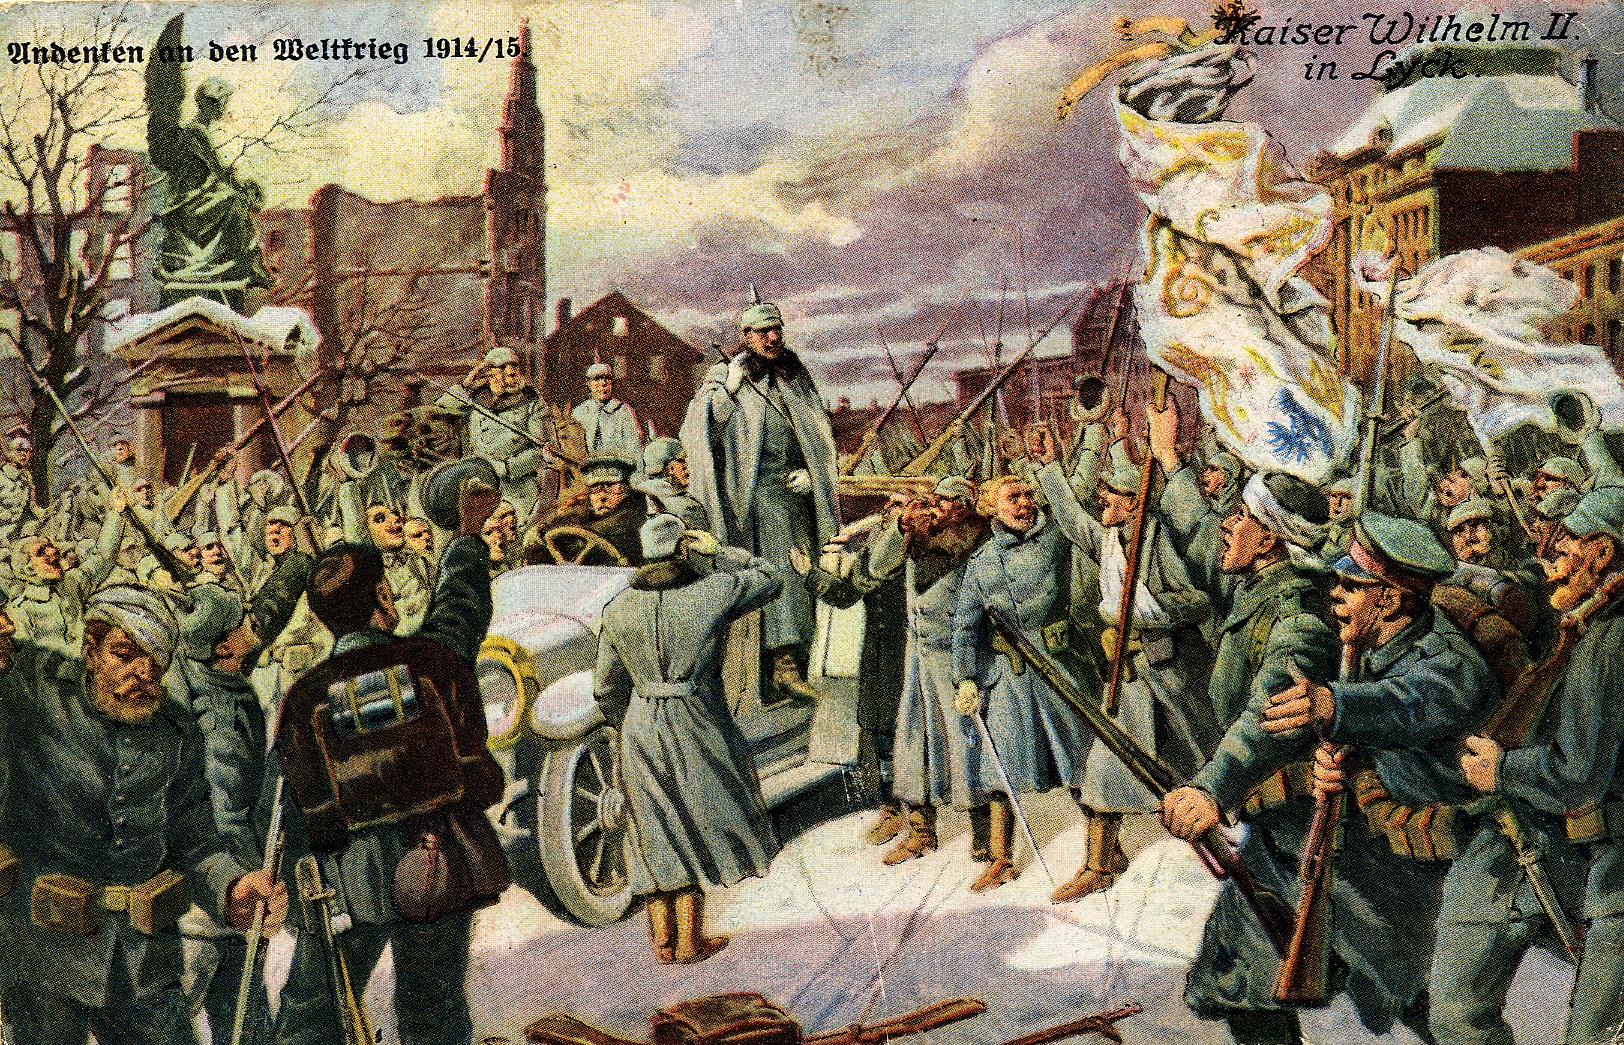 Andenken an den Weltkrieg 1914/15.
Kaiser Wilhelm II.
in Lyck.